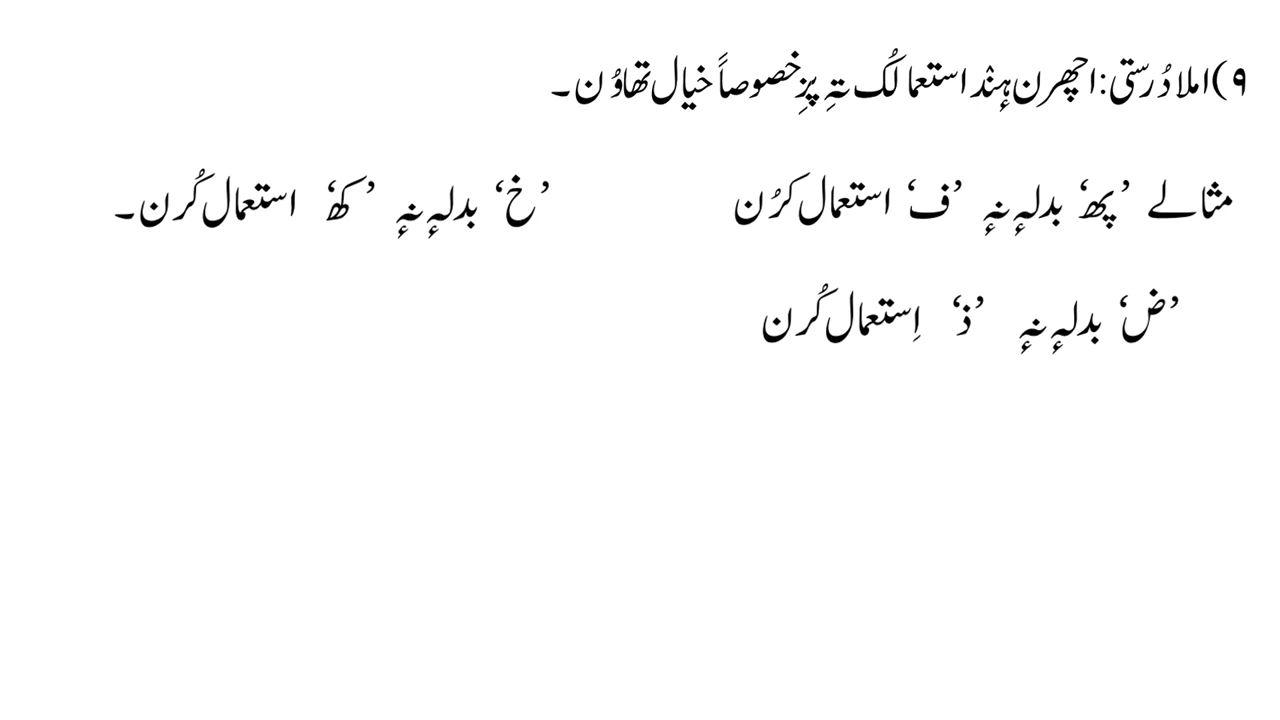 ۹) املا دُرستی: اچھرن ہٕنٛد استعمالُک تہِ پزِ خصوصاً خیال تھاوُن۔
مثالے ’پھ‘ بدلہٕ نہٕ ’ف‘ استعمال کرُن ’خ‘ بدلہٕ نہٕ ’کھ‘ استعمال کُرن۔
’ض‘ بدلہٕ نہٕ ’ذ‘ اِستعمال کُرن